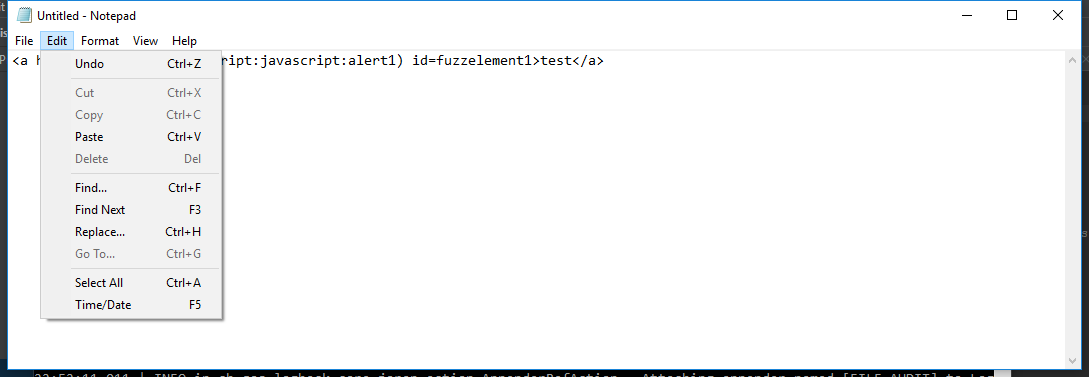 Untitled - Notepad
File Edit Format View Help
<a h ript:javascript:alert1) id=fuzzelement1>test</a>
Undo Ctrl+Z
Cut Ctrl+X
Copy Ctrl+C
Paste Ctrl+V
Delete Del
Find... Ctrl+F
Find Next F3
Replace... Ctrl+H
Go To... Ctrl+G
Select All Ctrl+A
Time/Date F5